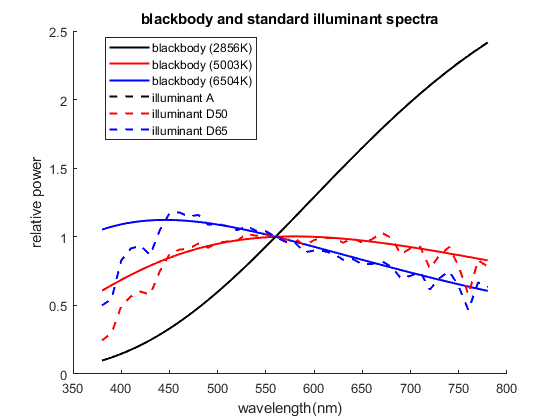 blackbody and standard illuminant spectra
2.5
2
1.5
1
0.5
0
relative power
blackbody (2856K)
blackbody (5003K)
blackbody (6504K)
illuminant A
illuminant D50
illuminant D65
350 400 450 500 550 600 650 700 750 800
wavelength(nm)